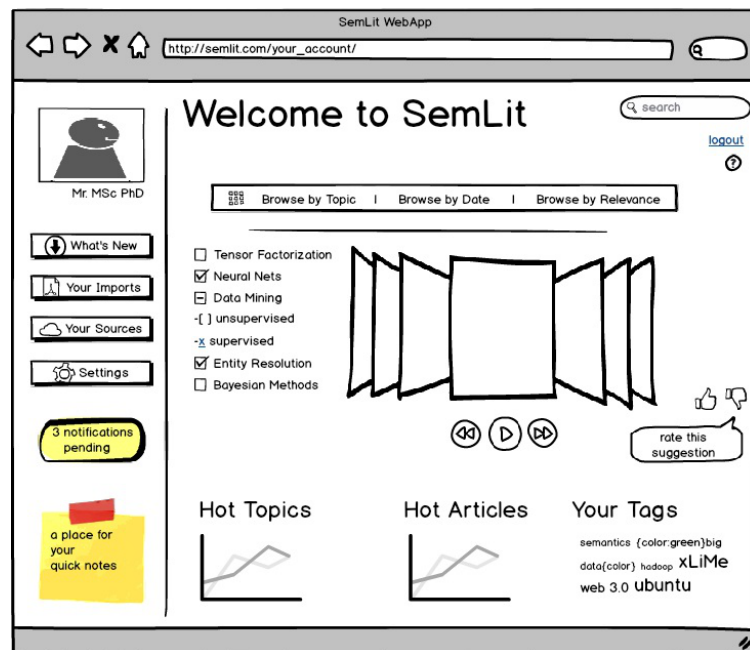 SemLit WebApp
http://semlit.com/your_account/
Welcome to SemLit
search
logout
?
Mr. MSc PhD
Browse by Topic | Browse by Date | Browse by Relevance
What's New
Your Imports
Your Sources
Settings
3 notifications
pending
a place for
your
quick notes
Tensor Factorization
Neural Nets
Data Mining
-[ ] unsupervised
-x supervised
Entity Resolution
Bayesian Methods
rate this
suggestion
Hot Topics
Hot Articles
Your Tags
semantics {color:green}big
data{color} hadoop xLiMe
web 3.0 ubuntu